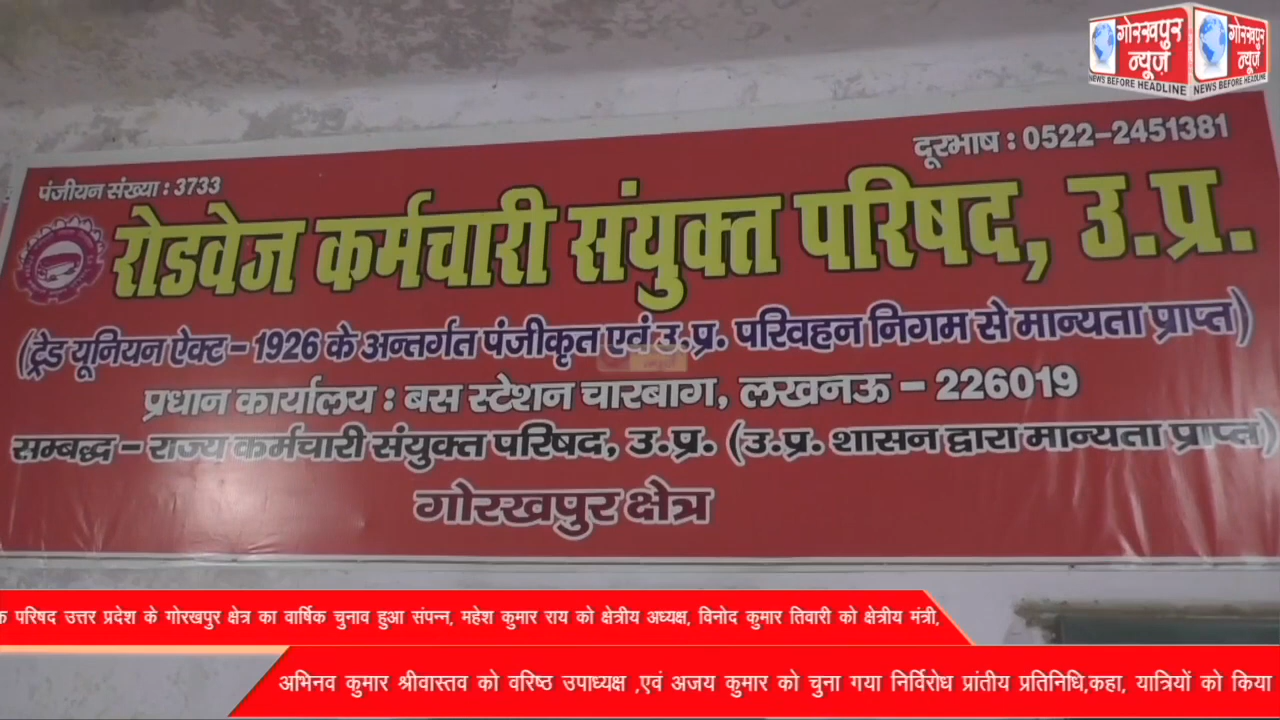 गोरखपुर न्यूज़
NEWS BEFORE HEADLINE
गोरखपुर न्यूज़
NEWS BEFORE HEADLINE
पंजीयन संख्या : 3733
दूरभाष : 0522-2451381
रोडवेज कर्मचारी संयुक्त परिषद, उ.प्र.
(ट्रेड यूनियन ऐक्ट - 1926 के अन्तर्गत पंजीकृत एवं उ.प्र. परिवहन निगम से मान्यता प्राप्त)
प्रधान कार्यालय : बस स्टेशन चारबाग, लखनऊ - 226019
सम्बद्ध - राज्य कर्मचारी संयुक्त परिषद, उ.प्र. (उ.प्र. शासन द्वारा मान्यता प्राप्त)
गोरखपुर क्षेत्र
परिषद उत्तर प्रदेश के गोरखपुर क्षेत्र का वार्षिक चुनाव हुआ संपन्न, महेश कुमार राय को क्षेत्रीय अध्यक्ष, विनोद कुमार तिवारी को क्षेत्रीय मंत्री,
अभिनव कुमार श्रीवास्तव को वरिष्ठ उपाध्यक्ष ,एवं अजय कुमार को चुना गया निर्विरोध प्रांतीय प्रतिनिधि,कहा, यात्रियों को किया